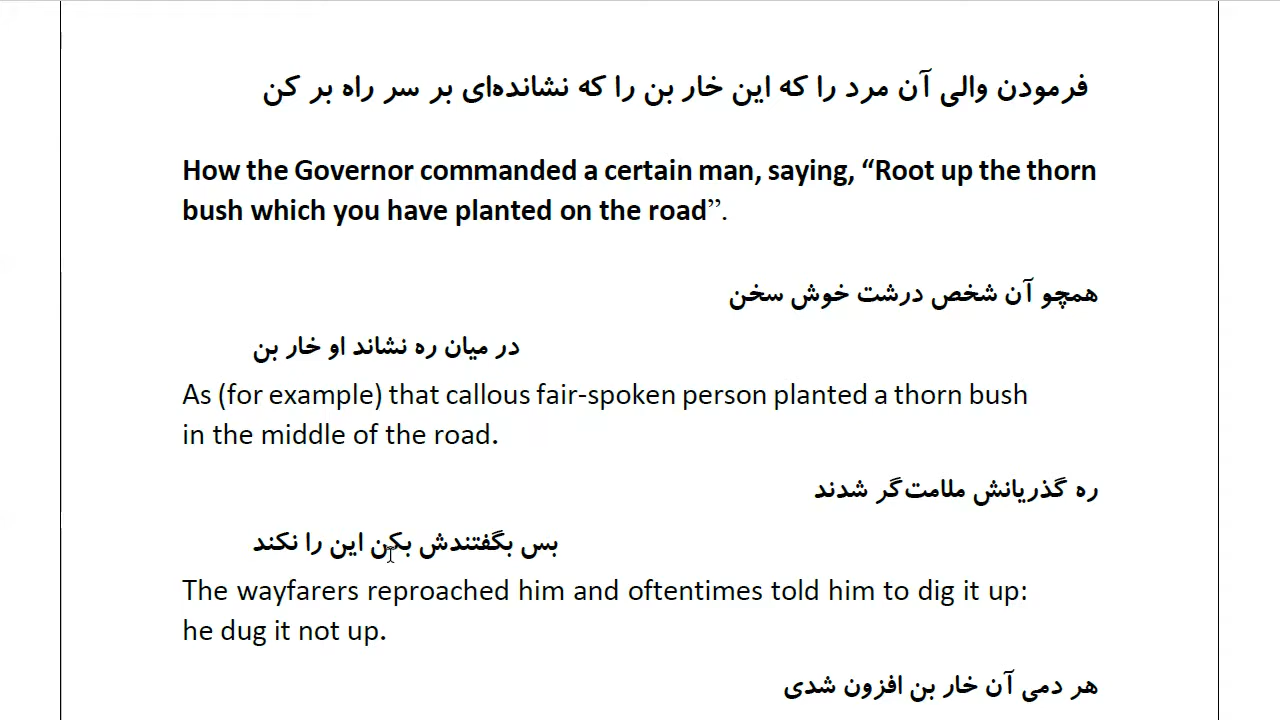 فرمودن والی آن مرد را که این خار بن را که نشانده‌ای بر سر راه بر کن
How the Governor commanded a certain man, saying, “Root up the thorn
bush which you have planted on the road”.
همچو آن شخص درشت خوش سخن
در میان ره نشاند او خار بن
As (for example) that callous fair-spoken person planted a thorn bush
in the middle of the road.
ره گذریانش ملامت‌گر شدند
بس بگفتندش بکن این را نکند
The wayfarers reproached him and oftentimes told him to dig it up:
he dug it not up.
هر دمی آن خار بن افزون شدی